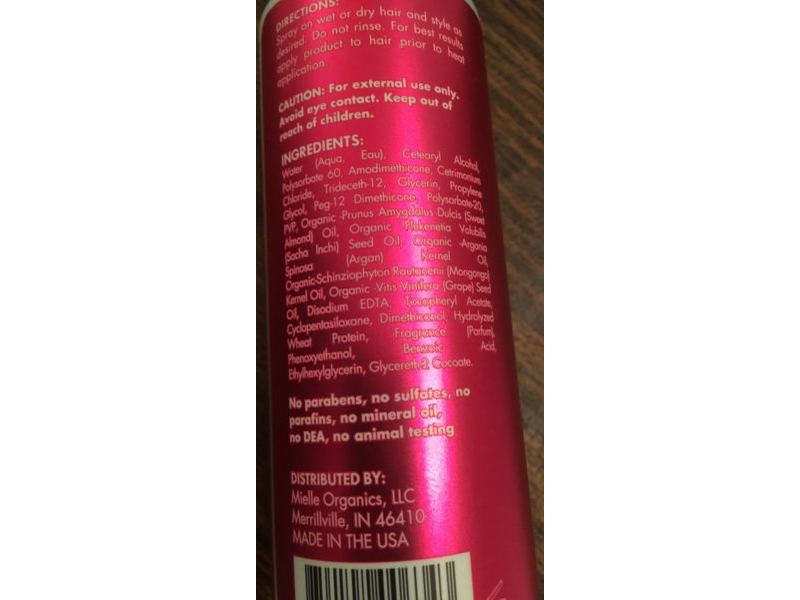 DIRECTIONS:
Spray on wet or dry hair and style as
desired. Do not rinse. For best results
apply product to hair prior to heat
application.
CAUTION: For external use only.
Avoid eye contact. Keep out of
reach of children.
INGREDIENTS:
Water (Aqua, Eau), Cetearyl Alcohol,
Polysorbate 60, Amodimethicone, Cetrimonium
Chloride, Trideceth-12, Glycerin, Propylene
Glycol, Peg-12 Dimethicone, Polysorbate-20,
PVP, Organic -Prunus Amygdalus Dulcis (Sweet
Almond) Oil, Organic Flukenetia Volubilis
(Sacha Inchi) Seed Oil, Organic -Argania
Spinosa (Argan) Kernel Oil,
Organic-Schinziophyton Rautanenii (Mongongo)
Kernel Oil, Organic -Vitis Vinifera (Grape) Seed
Oil, Disodium EDTA, Tocopheryl Acetate,
Cyclopentasiloxane, Dimethiconol, Hydrolyzed
Wheat Protein, Fragrance (Parfum),
Phenoxyethanol, Benzoic Acid,
Ethylhexylglycerin, Glycereth-2 Cocoate.
No parabens, no sulfates, no
parafins, no mineral oil,
no DEA, no animal testing
DISTRIBUTED BY:
Mielle Organics, LLC
Merrillville, IN 46410
MADE IN THE USA